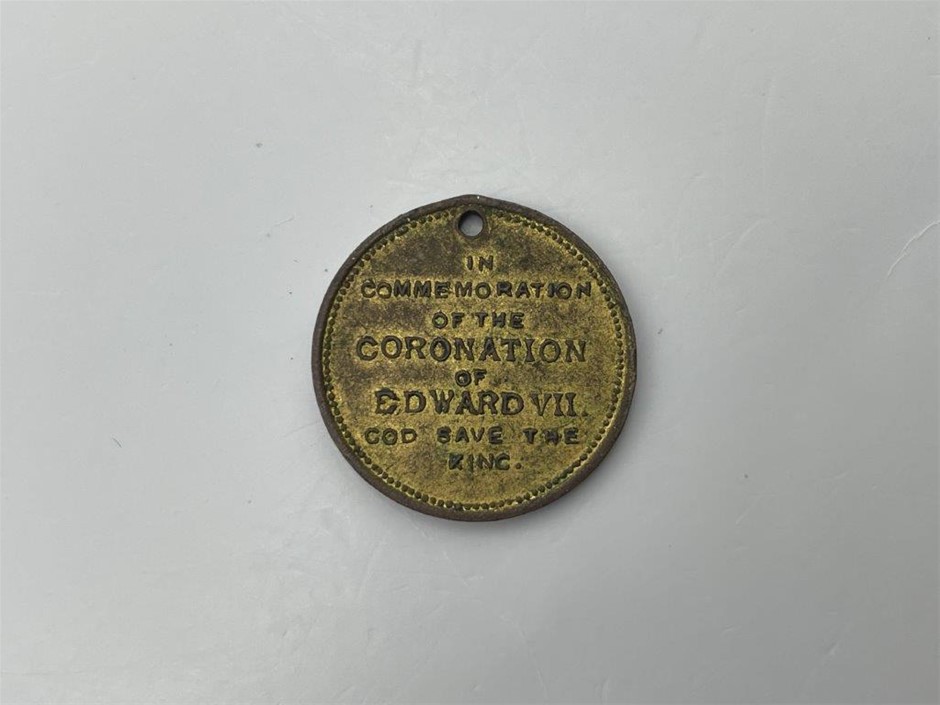 IN
COMMEMORATION
OF THE
CORONATION
OF
EDWARD VII.
GOD SAVE THE
KING.